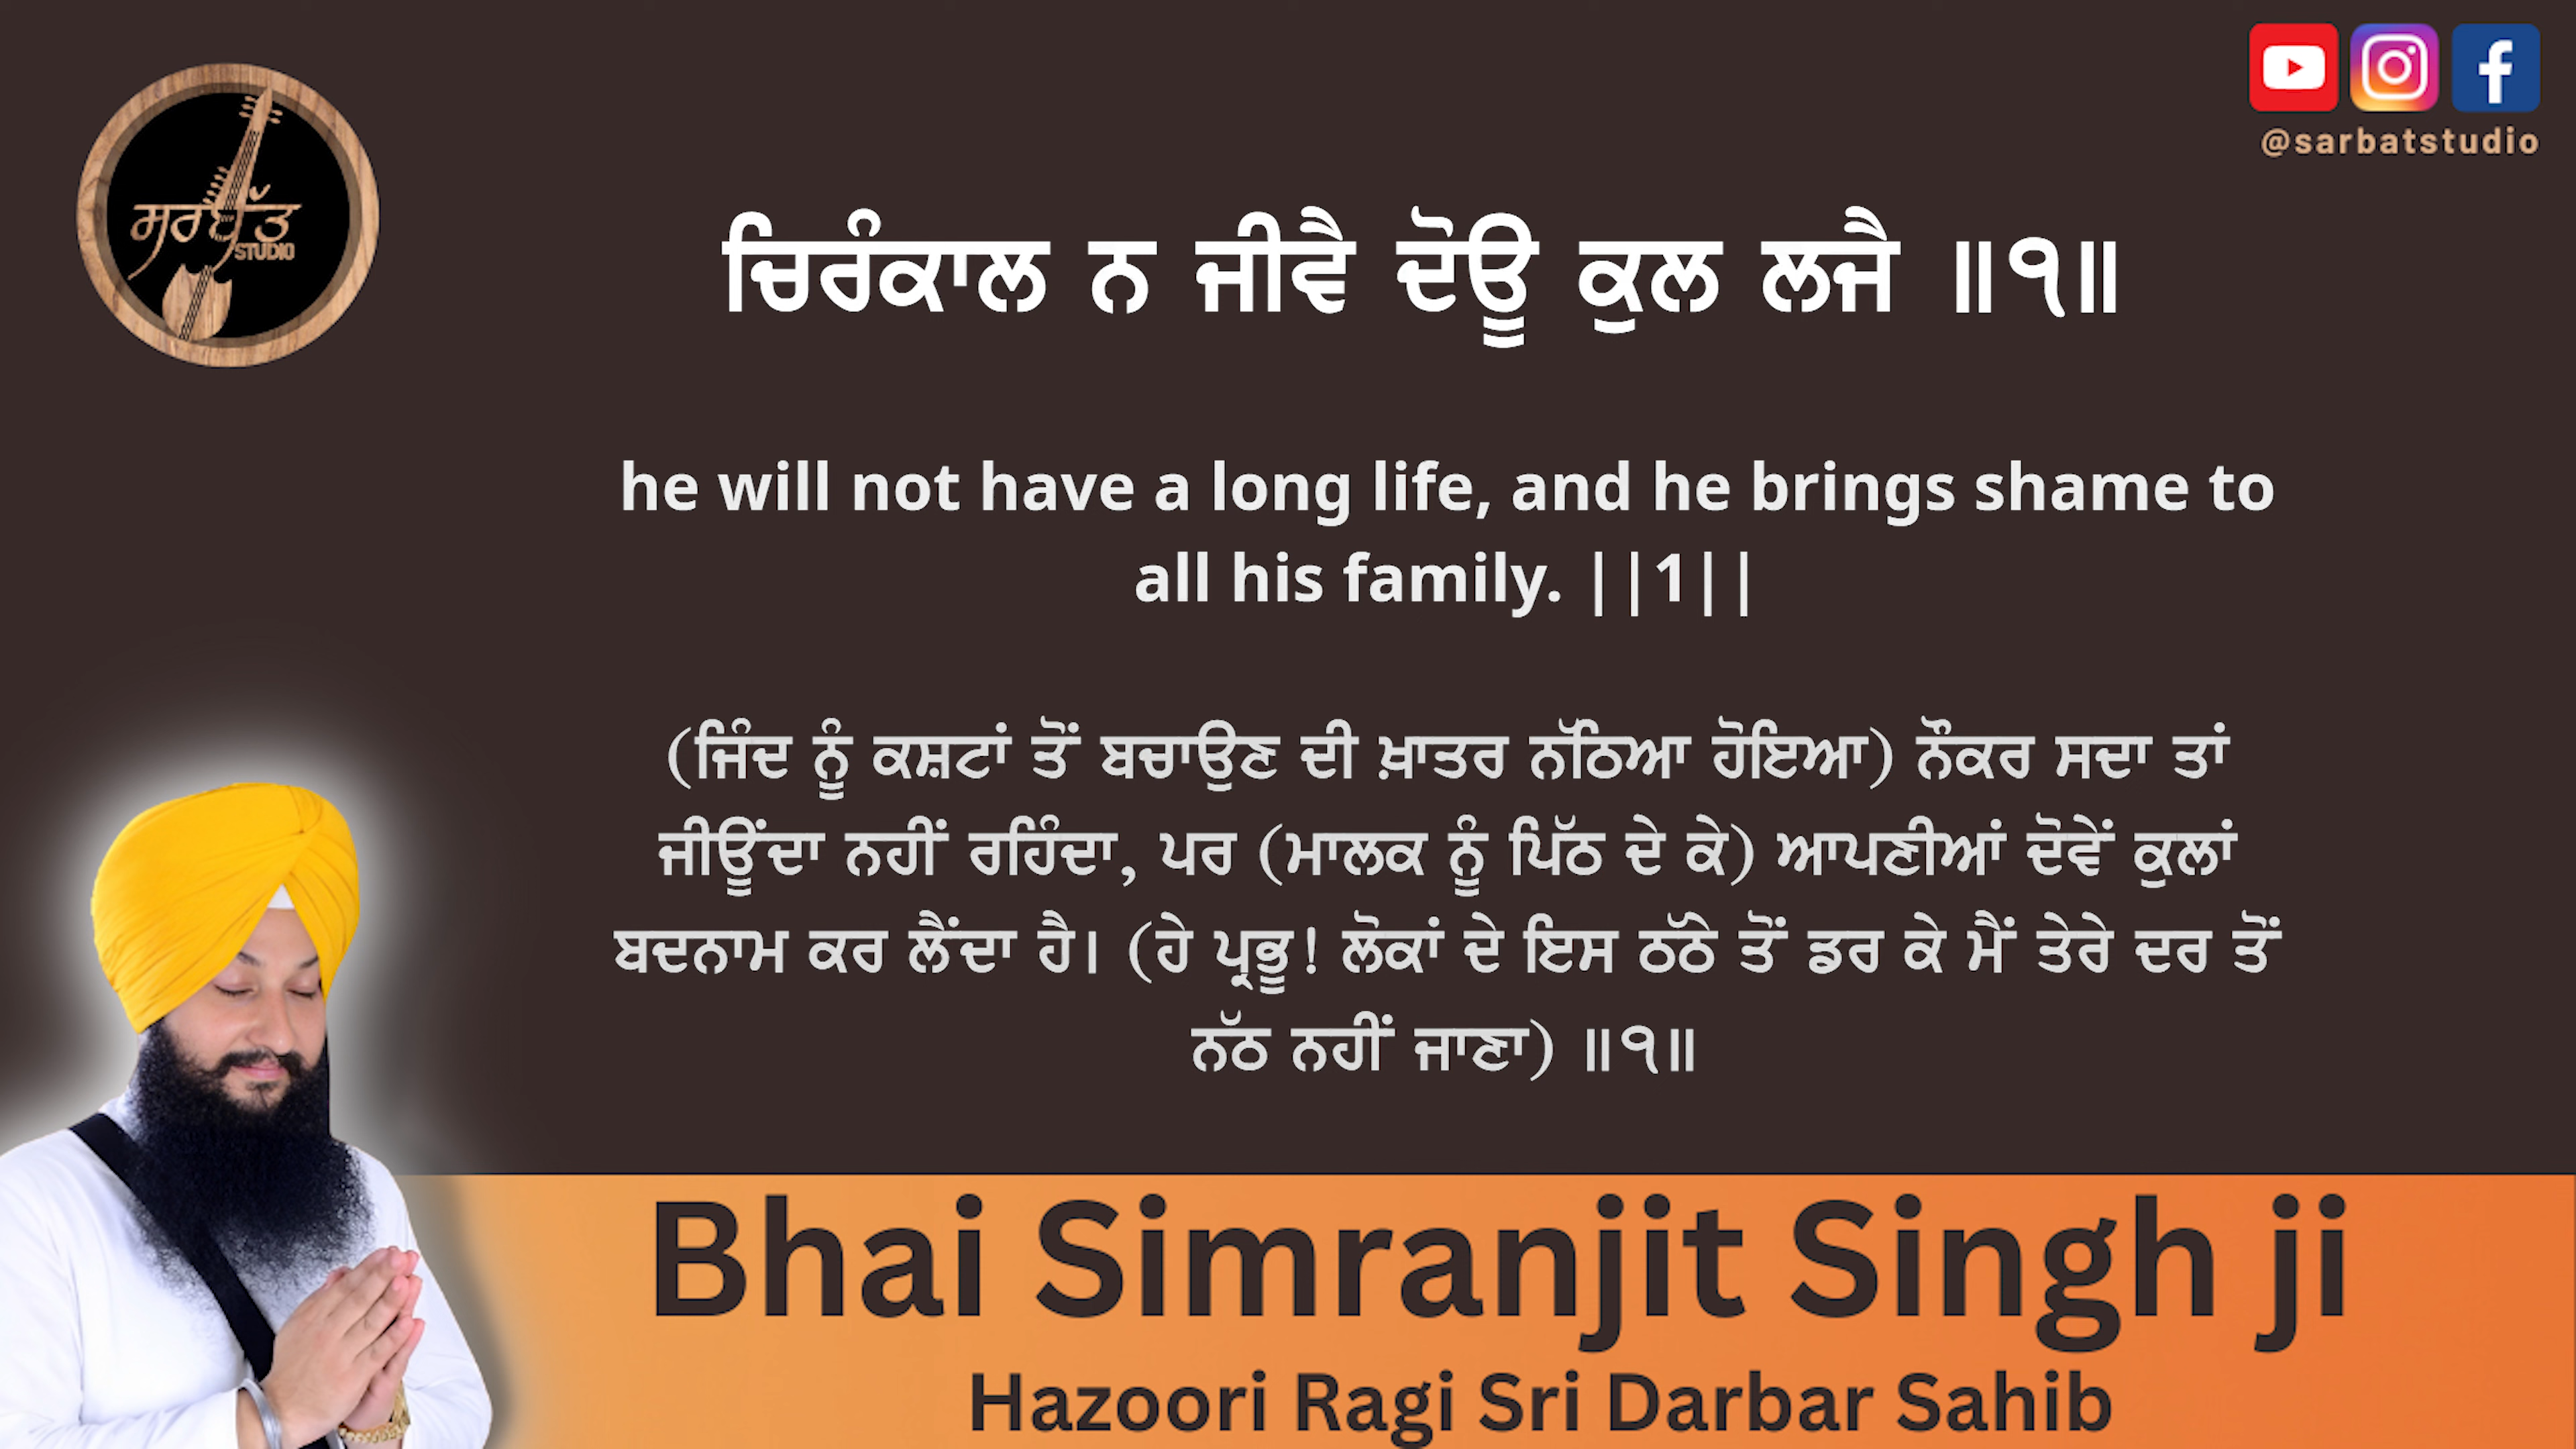 ਸਰਬੱਤ
STUDIO
@sarbatstudio
ਚਿਰੰਕਾਲ ਨ ਜੀਵੈ ਦੋਊ ਕੁਲ ਲਜੈ ॥੧॥
he will not have a long life, and he brings shame to
all his family. ||1||
(ਜਿੰਦ ਨੂੰ ਕਸ਼ਟਾਂ ਤੋਂ ਬਚਾਉਣ ਦੀ ਖ਼ਾਤਰ ਨੱਠਿਆ ਹੋਇਆ) ਨੌਕਰ ਸਦਾ ਤਾਂ
ਜੀਊਂਦਾ ਨਹੀਂ ਰਹਿੰਦਾ, ਪਰ (ਮਾਲਕ ਨੂੰ ਪਿੱਠ ਦੇ ਕੇ) ਆਪਣੀਆਂ ਦੋਵੇਂ ਕੁਲਾਂ
ਬਦਨਾਮ ਕਰ ਲੈਂਦਾ ਹੈ। (ਹੇ ਪ੍ਰਭੂ! ਲੋਕਾਂ ਦੇ ਇਸ ਠੱਠੇ ਤੋਂ ਡਰ ਕੇ ਮੈਂ ਤੇਰੇ ਦਰ ਤੋਂ
ਨੱਠ ਨਹੀਂ ਜਾਣਾ) ॥੧॥
Bhai Simranjit Singh ji
Hazoori Ragi Sri Darbar Sahib